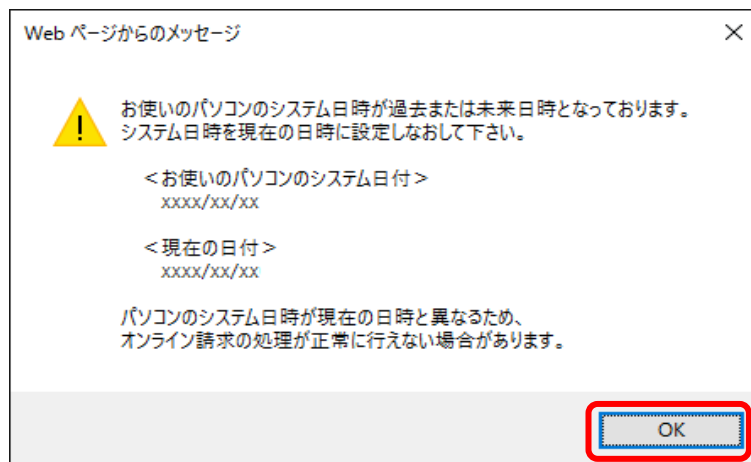 Web ページからのメッセージ
お使いのパソコンのシステム日時が過去または未来日時となっております。
システム日時を現在の日時に設定しなおして下さい。
＜お使いのパソコンのシステム日付＞
xxxx/xx/xx
＜現在の日付＞
xxxx/xx/xx
パソコンのシステム日時が現在の日時と異なるため、
オンライン請求の処理が正常に行えない場合があります。
OK